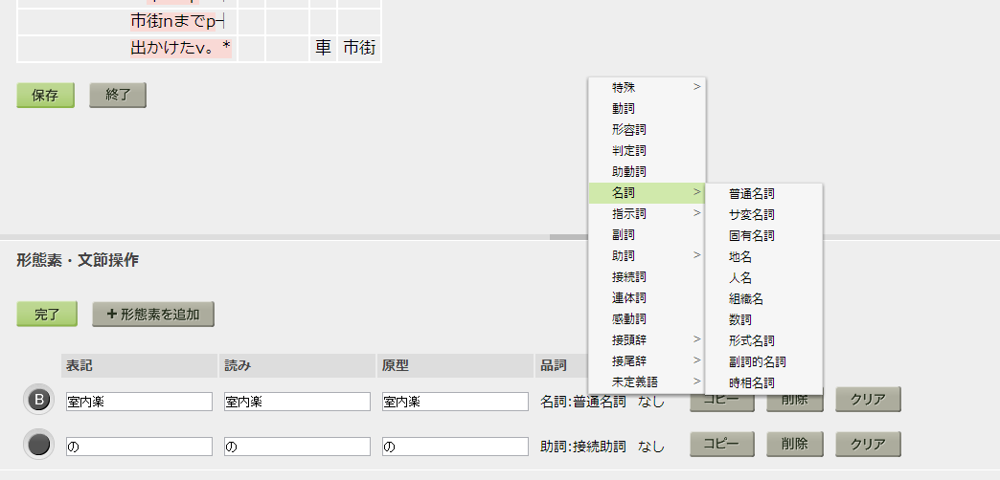 市街nまでp┤
出かけたv。* 車 市街
保存 終了
特殊 >
動詞
形容詞
判定詞
助動詞
名詞 >
指示詞 >
副詞
助詞 >
接続詞
連体詞
感動詞
接頭辞 >
接尾辞 >
未定義語 >
普通名詞
サ変名詞
固有名詞
地名
人名
組織名
数詞
形式名詞
副詞的名詞
時相名詞
形態素・文節操作
完了 +形態素を追加
表記 読み 原型 品詞
B 室内楽 室内楽 室内楽 名詞:普通名詞 なし コピー 削除 クリア
の の の 助詞:接続助詞 なし コピー 削除 クリア